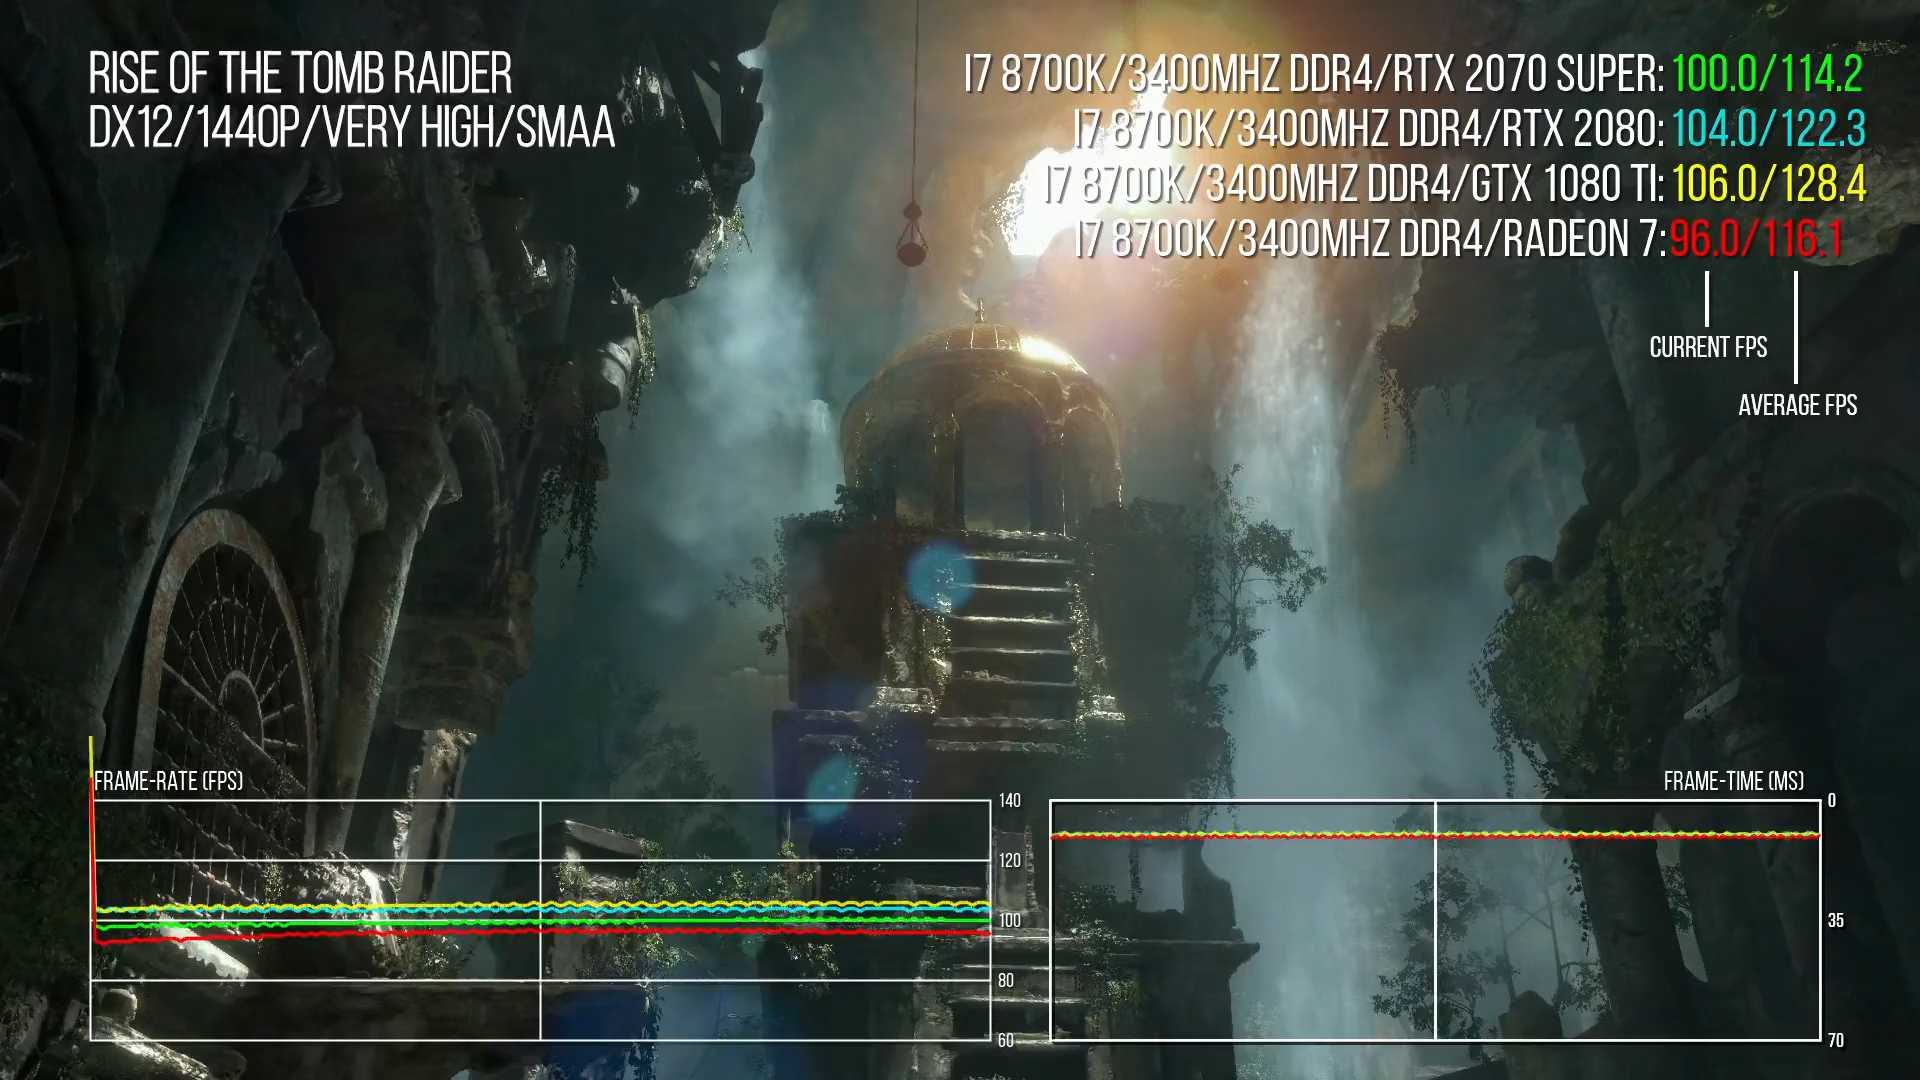 RISE OF THE TOMB RAIDER
DX12/1440P/VERY HIGH/SMAA
I7 8700K/3400MHZ DDR4/RTX 2070 SUPER: 100.0/114.2
I7 8700K/3400MHZ DDR4/RTX 2080: 104.0/122.3
I7 8700K/3400MHZ DDR4/GTX 1080 TI: 106.0/128.4
I7 8700K/3400MHZ DDR4/RADEON 7: 96.0/116.1
CURRENT FPS
AVERAGE FPS
FRAME-RATE (FPS)
140
120
100
80
60
FRAME-TIME (MS)
0
35
70